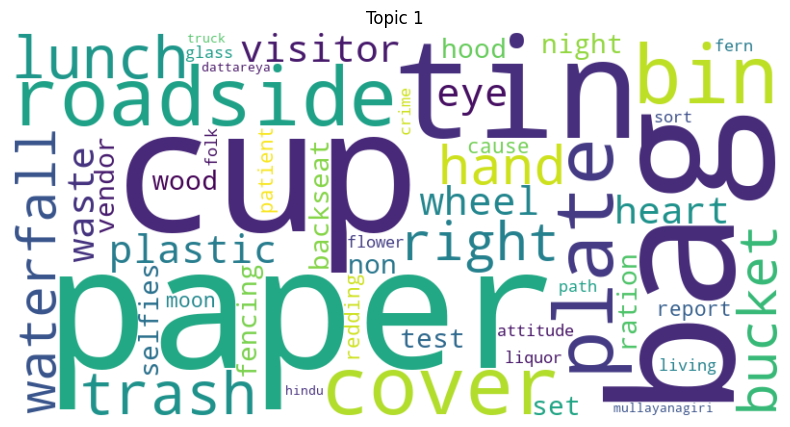 Topic 1
truck
lunch
glass
visitor
hood
night
fern
dattareya
roadside
tin
eye
bin
crime
sort
cup
folk
patient
cause
bag
waste
vendor
wood
hand
plate
backseat
wheel
heart
waterfall
plastic
flower
right
non
bucket
paper
selfies
moon
fencing
redding
path
ration
report
test
attitude
liquor
living
trash
hindu
cover
set
mullayanagiri